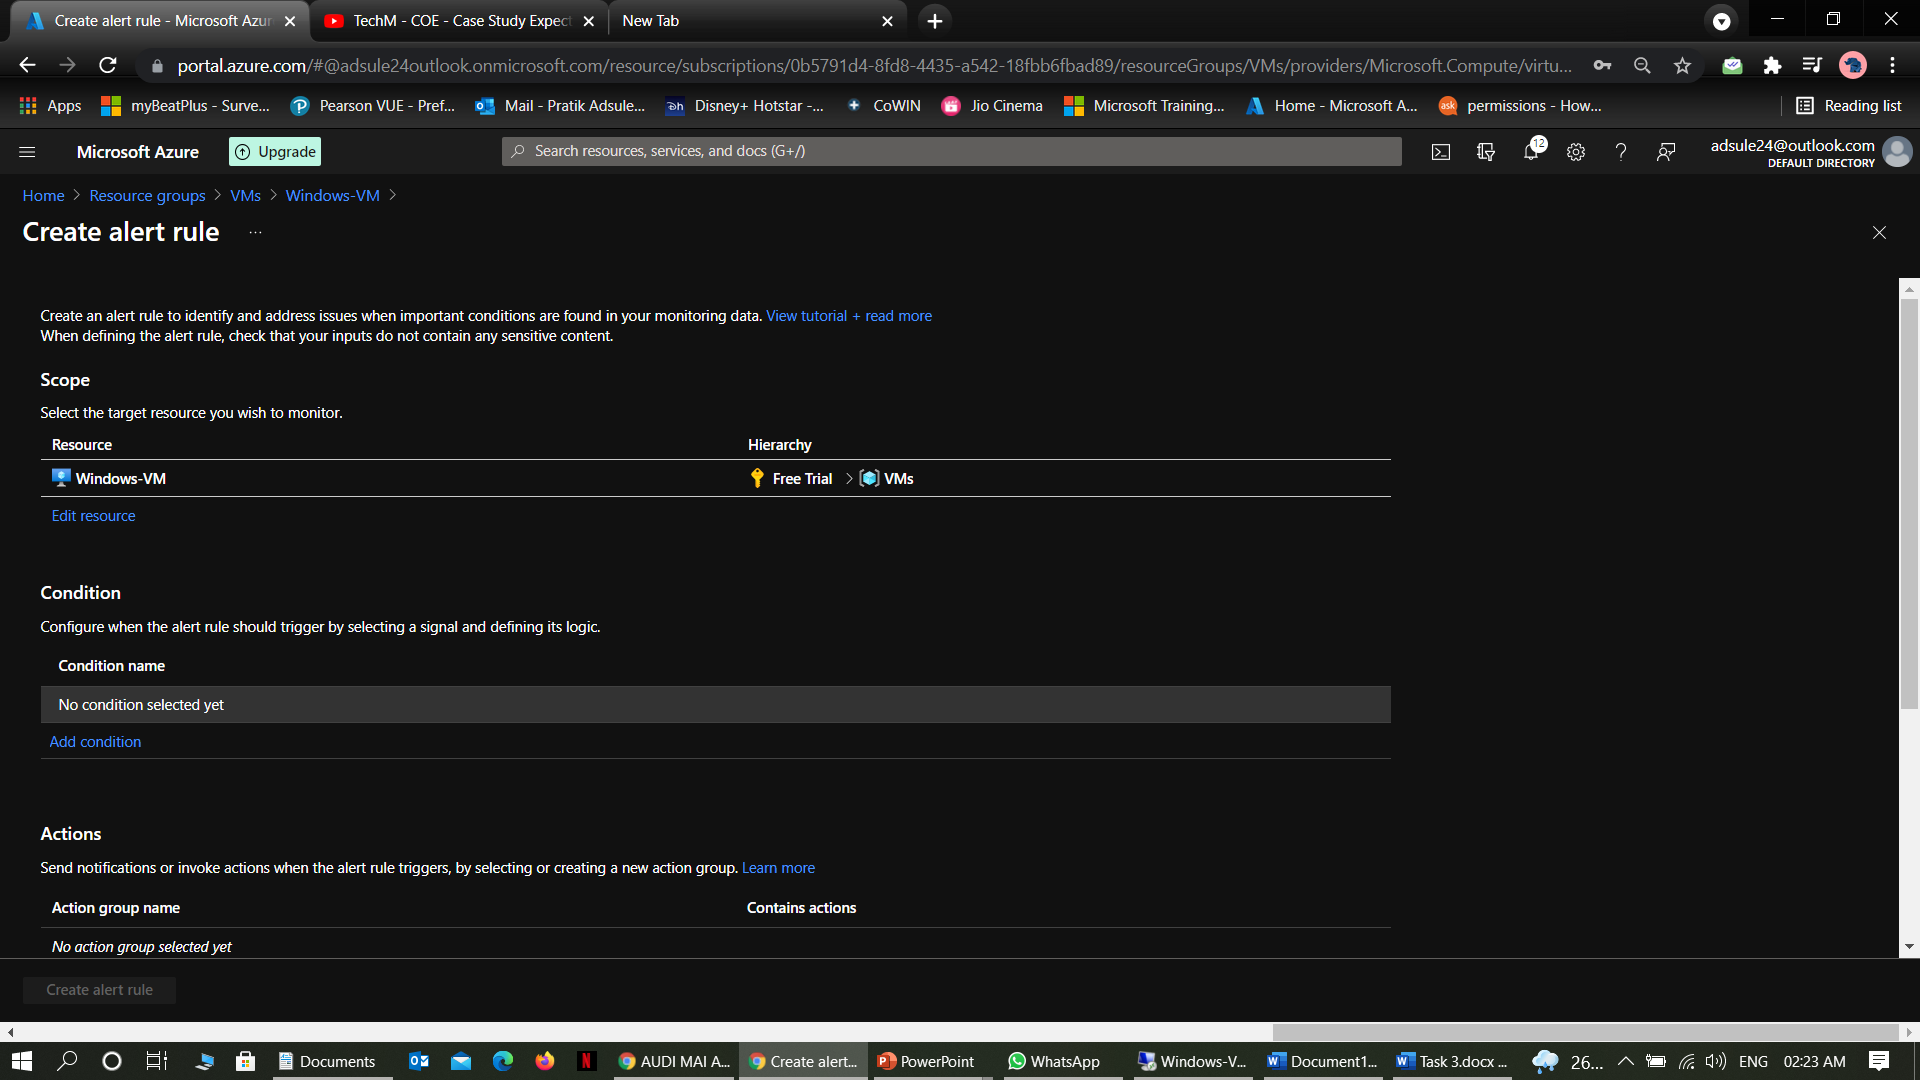 Create alert rule - Microsoft Azur
TechM - COE - Case Study Expect
New Tab
portal.azure.com/#@adsule24outlook.onmicrosoft.com/resource/subscriptions/0b5791d4-8fd8-4435-a542-18fbb6fbad89/resourceGroups/VMs/providers/Microsoft.Compute/virtu...
Apps
myBeatPlus - Surve...
Pearson VUE - Pref...
Mail - Pratik Adsule...
Disney+ Hotstar -...
CoWIN
Jio Cinema
Microsoft Training...
Home - Microsoft A...
ask
permissions - How...
Reading list
Microsoft Azure
Upgrade
Search resources, services, and docs (G+/)
12
adsule24@outlook.com
DEFAULT DIRECTORY
Home > Resource groups > VMs > Windows-VM >
Create alert rule ...
Create an alert rule to identify and address issues when important conditions are found in your monitoring data. View tutorial + read more
When defining the alert rule, check that your inputs do not contain any sensitive content.
Scope
Select the target resource you wish to monitor.
Resource Hierarchy
Windows-VM Free Trial > VMs
Edit resource
Condition
Configure when the alert rule should trigger by selecting a signal and defining its logic.
Condition name
No condition selected yet
Add condition
Actions
Send notifications or invoke actions when the alert rule triggers, by selecting or creating a new action group. Learn more
Action group name Contains actions
No action group selected yet
Create alert rule
Documents
AUDI MAI A...
Create alert...
PowerPoint
WhatsApp
Windows-V...
Document1...
Task 3.docx ...
26...
ENG
02:23 AM